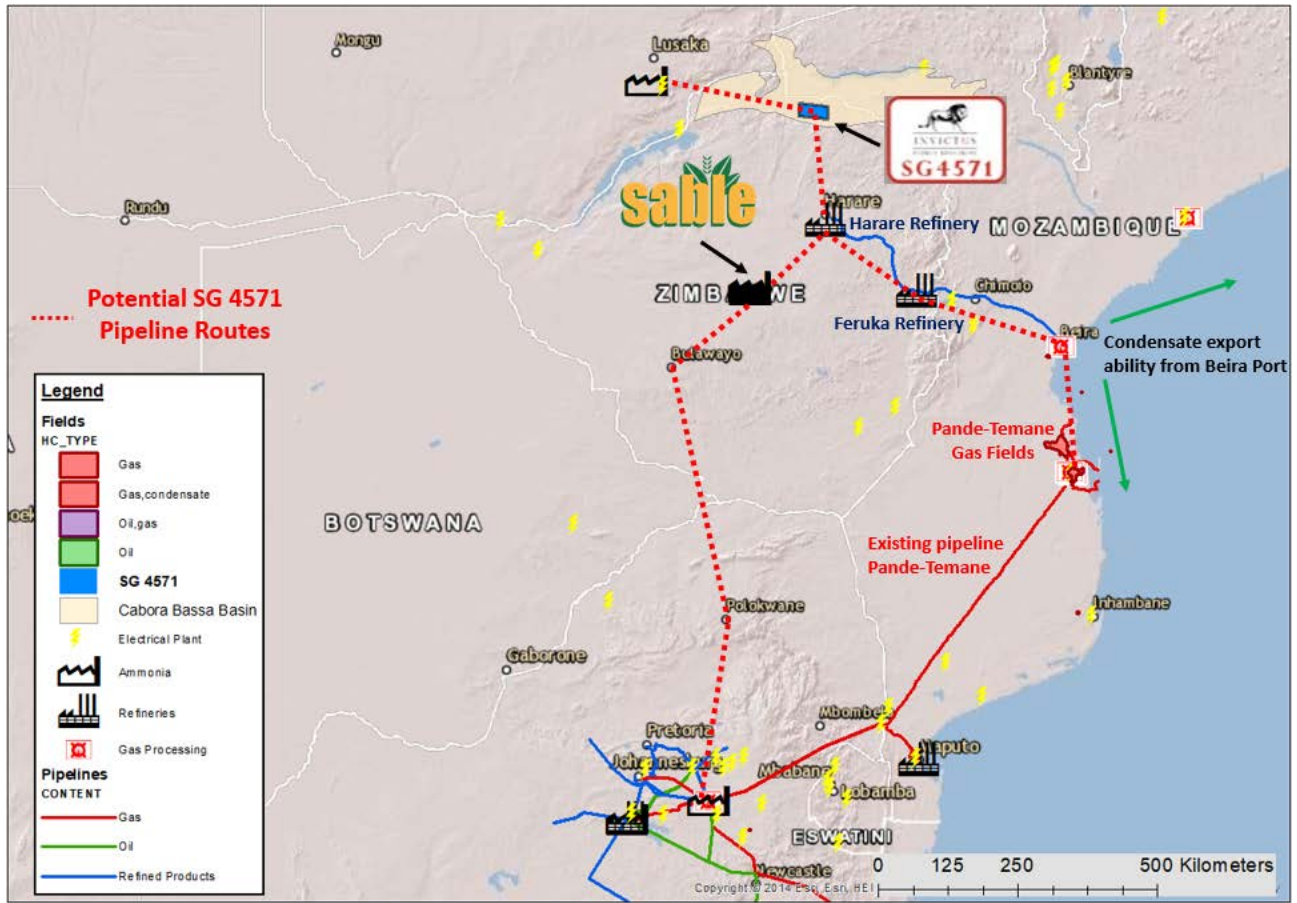 Mongu
Lusaka
Blantyre
INVICTUS
SG4571
sable
Rundu
Harare
Harare Refinery
MOZAMBIQUE
ZIMBABWE
Chimoio
Feruka Refinery
Beira
Potential SG 4571
Pipeline Routes
Condensate export
ability from Beira Port
Bulawayo
Pande-Temane
Gas Fields
BOTSWANA
Existing pipeline
Pande-Temane
Polokwane
Inhambane
Gaborone
Mbombela
Pretoria
Maputo
Johannesburg
Mbabane
Lobamba
ESWATINI
Newcastle
Legend
Fields
HC_TYPE
Gas
Gas,condensate
Oil,gas
Oil
SG 4571
Cabora Bassa Basin
Electrical Plant
Ammonia
Refineries
Gas Processing
Pipelines
CONTENT
Gas
Oil
Refined Products
0 125 250 500 Kilometers
Copyright:© 2014 Esri, Esri, HEI